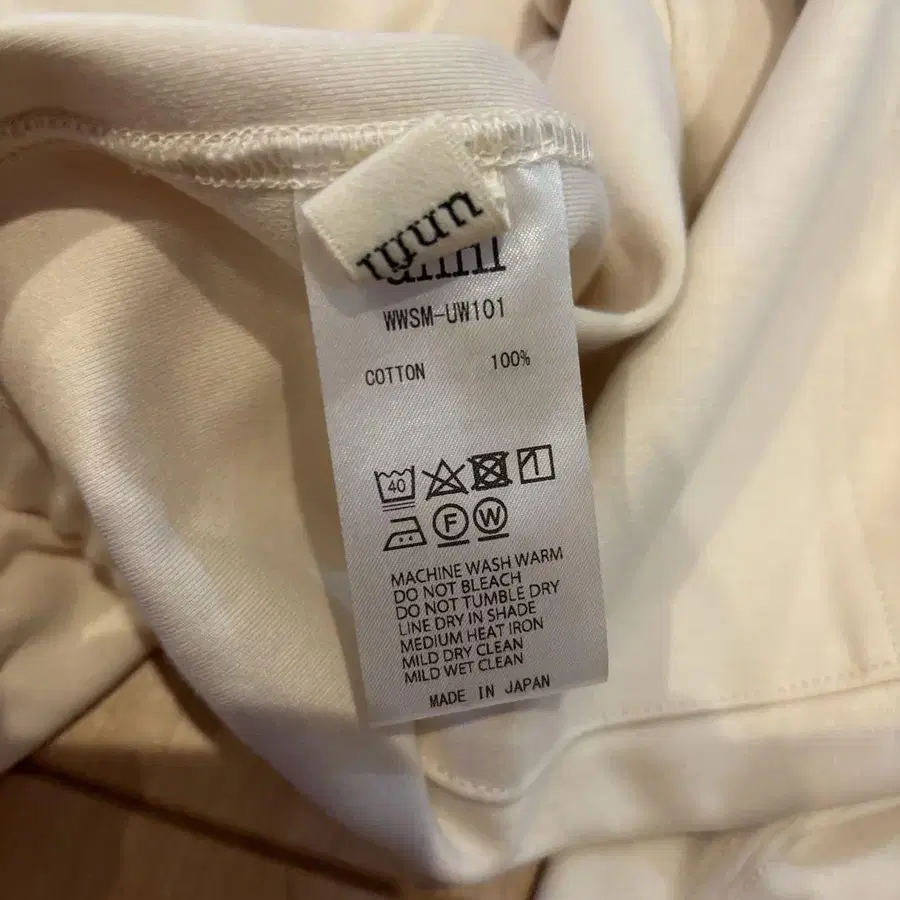 WWSM-UW101
COTTON 100%
40
F W
MACHINE WASH WARM
DO NOT BLEACH
DO NOT TUMBLE DRY
LINE DRY IN SHADE
MEDIUM HEAT IRON
MILD DRY CLEAN
MILD WET CLEAN
MADE IN JAPAN